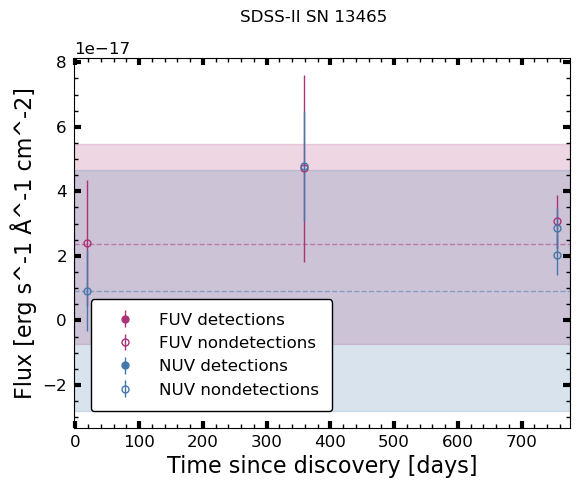 SDSS-II SN 13465
1e−17
Flux [erg s^-1 Å^-1 cm^-2]
8
6
4
2
0
−2
FUV detections
FUV nondetections
NUV detections
NUV nondetections
0 100 200 300 400 500 600 700
Time since discovery [days]